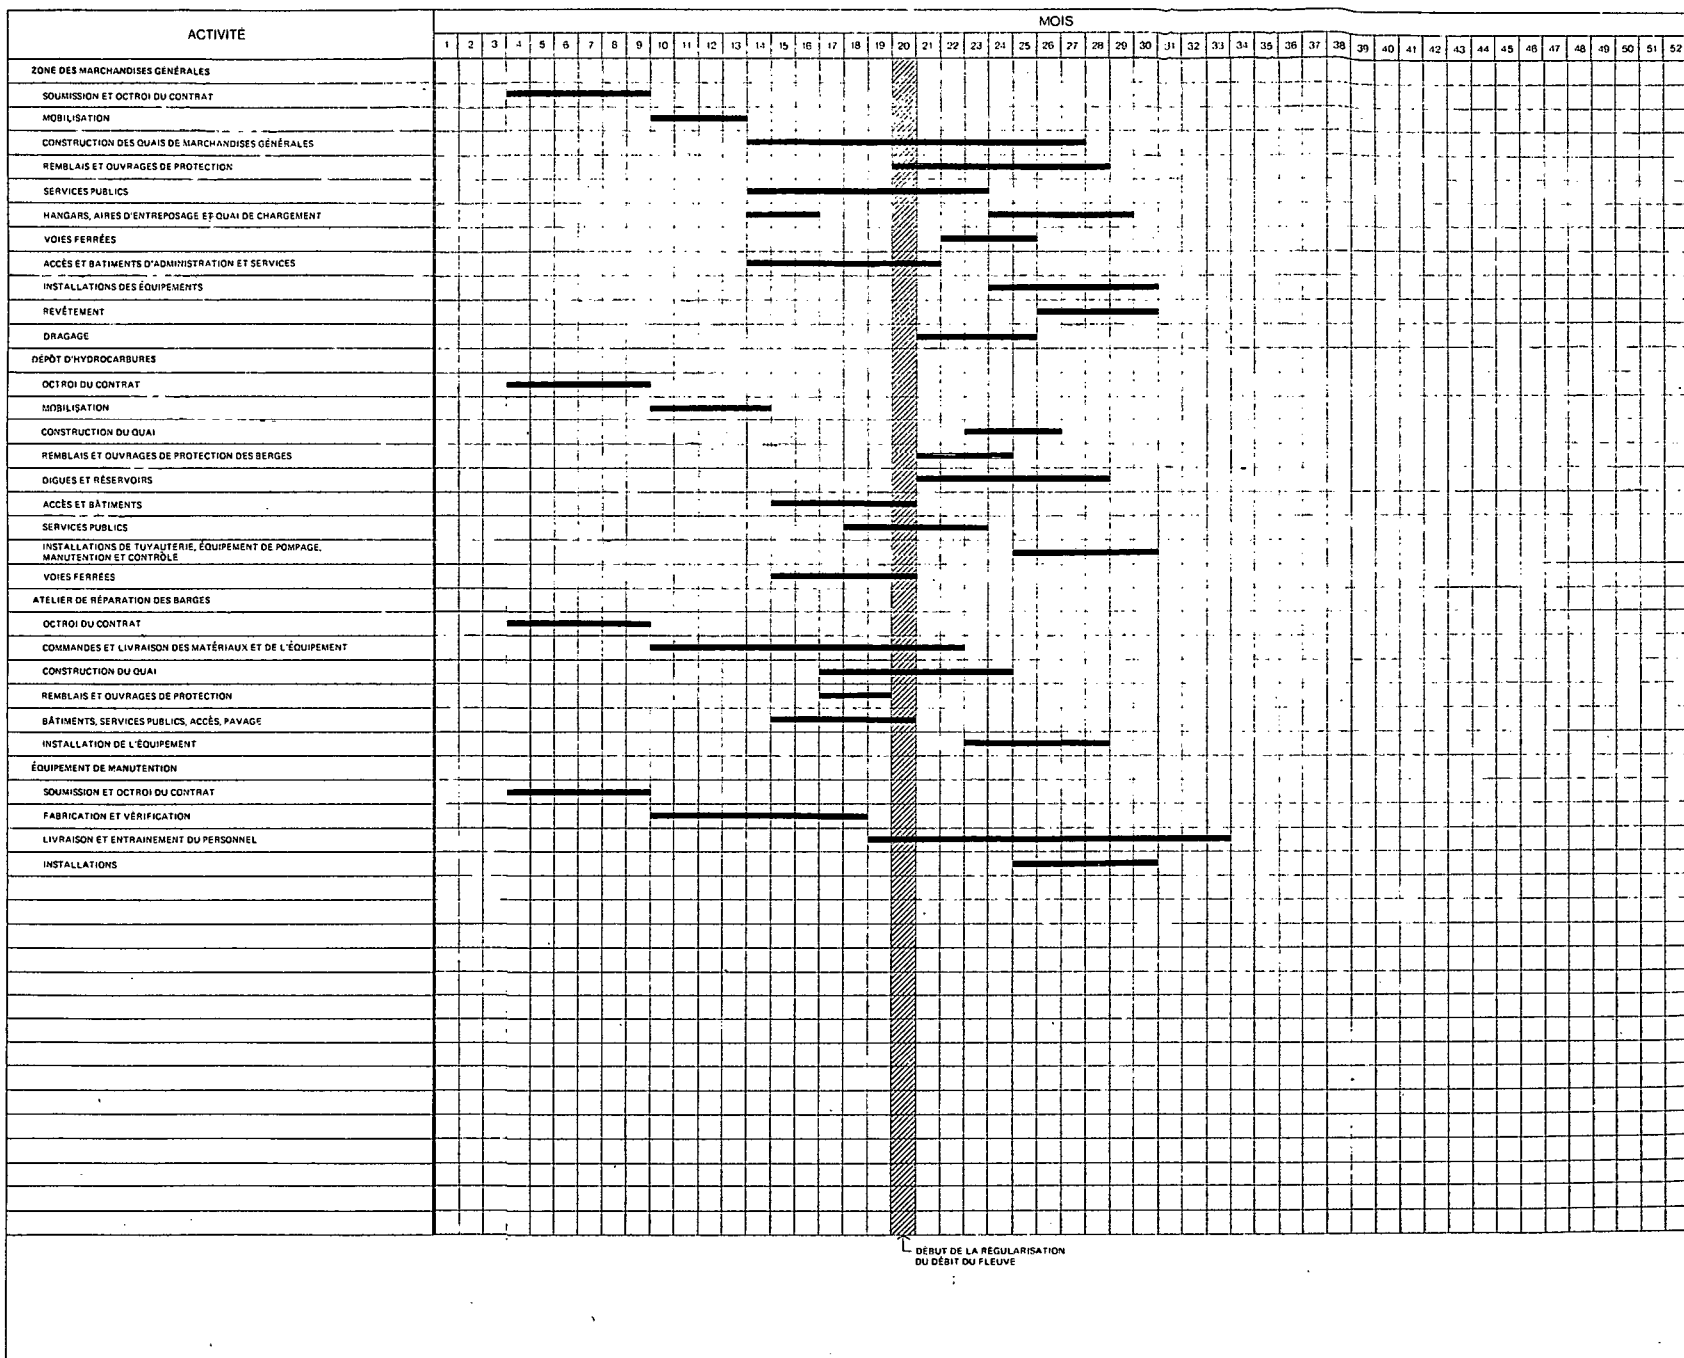 ACTIVITÉ
MOIS
1 2 3 4 5 6 7 8 9 10 11 12 13 14 15 16 17 18 19 20 21 22 23 24 25 26 27 28 29 30 31 32 33 34 35 36 37 38 39 40 41 42 43 44 45 46 47 48 49 50 51 52
ZONE DES MARCHANDISES GÉNÉRALES
SOUMISSION ET OCTROI DU CONTRAT
MOBILISATION
CONSTRUCTION DES QUAIS DE MARCHANDISES GÉNÉRALES
REMBLAIS ET OUVRAGES DE PROTECTION
SERVICES PUBLICS
HANGARS, AIRES D'ENTREPOSAGE ET QUAI DE CHARGEMENT
VOIES FERRÉES
ACCÈS ET BATIMENTS D'ADMINISTRATION ET SERVICES
INSTALLATIONS DES ÉQUIPEMENTS
REVÊTEMENT
DRAGAGE
DÉPÔT D'HYDROCARBURES
OCTROI DU CONTRAT
MOBILISATION
CONSTRUCTION DU QUAI
REMBLAIS ET OUVRAGES DE PROTECTION DES BERGES
DIGUES ET RÉSERVOIRS
ACCÈS ET BÂTIMENTS
SERVICES PUBLICS
INSTALLATIONS DE TUYAUTERIE, ÉQUIPEMENT DE POMPAGE,
MANUTENTION ET CONTRÔLE
VOIES FERRÉES
ATELIER DE RÉPARATION DES BARGES
OCTROI DU CONTRAT
COMMANDES ET LIVRAISON DES MATÉRIAUX ET DE L'ÉQUIPEMENT
CONSTRUCTION DU QUAI
REMBLAIS ET OUVRAGES DE PROTECTION
BÂTIMENTS, SERVICES PUBLICS, ACCÈS, PAVAGE
INSTALLATION DE L'ÉQUIPEMENT
ÉQUIPEMENT DE MANUTENTION
SOUMISSION ET OCTROI DU CONTRAT
FABRICATION ET VÉRIFICATION
LIVRAISON ET ENTRAINEMENT DU PERSONNEL
INSTALLATIONS
DÉBUT DE LA RÉGULARISATION
DU DÉBIT DU FLEUVE